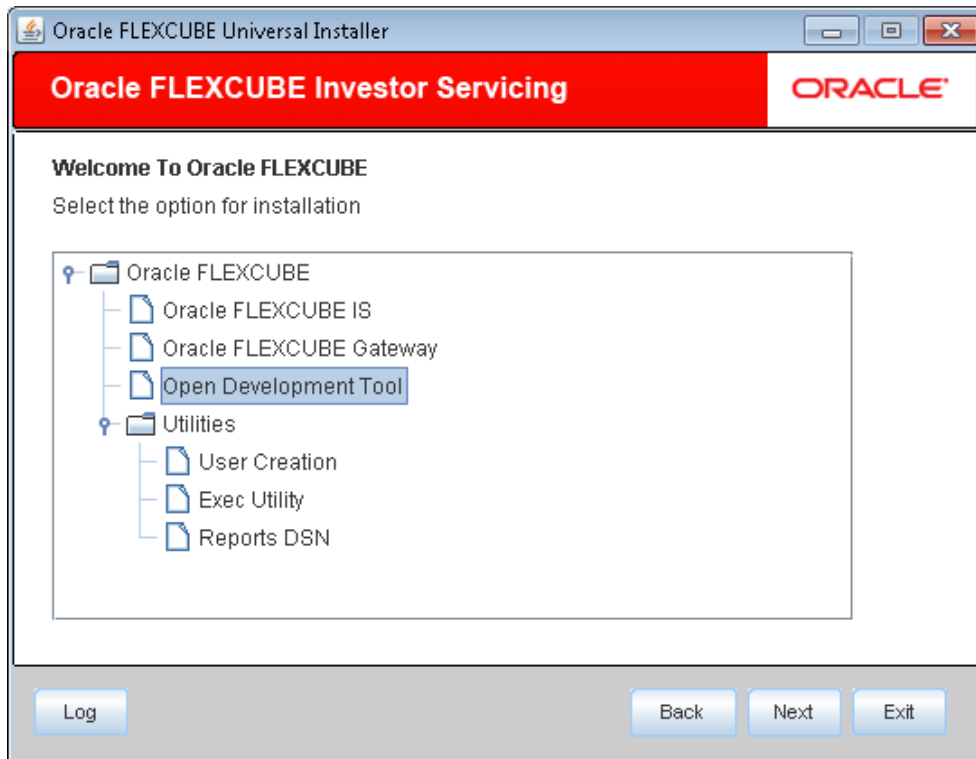 Oracle FLEXCUBE Universal Installer
Oracle FLEXCUBE Investor Servicing
ORACLE®
Welcome To Oracle FLEXCUBE
Select the option for installation
Oracle FLEXCUBE
Oracle FLEXCUBE IS
Oracle FLEXCUBE Gateway
Open Development Tool
Utilities
User Creation
Exec Utility
Reports DSN
Log
Back
Next
Exit